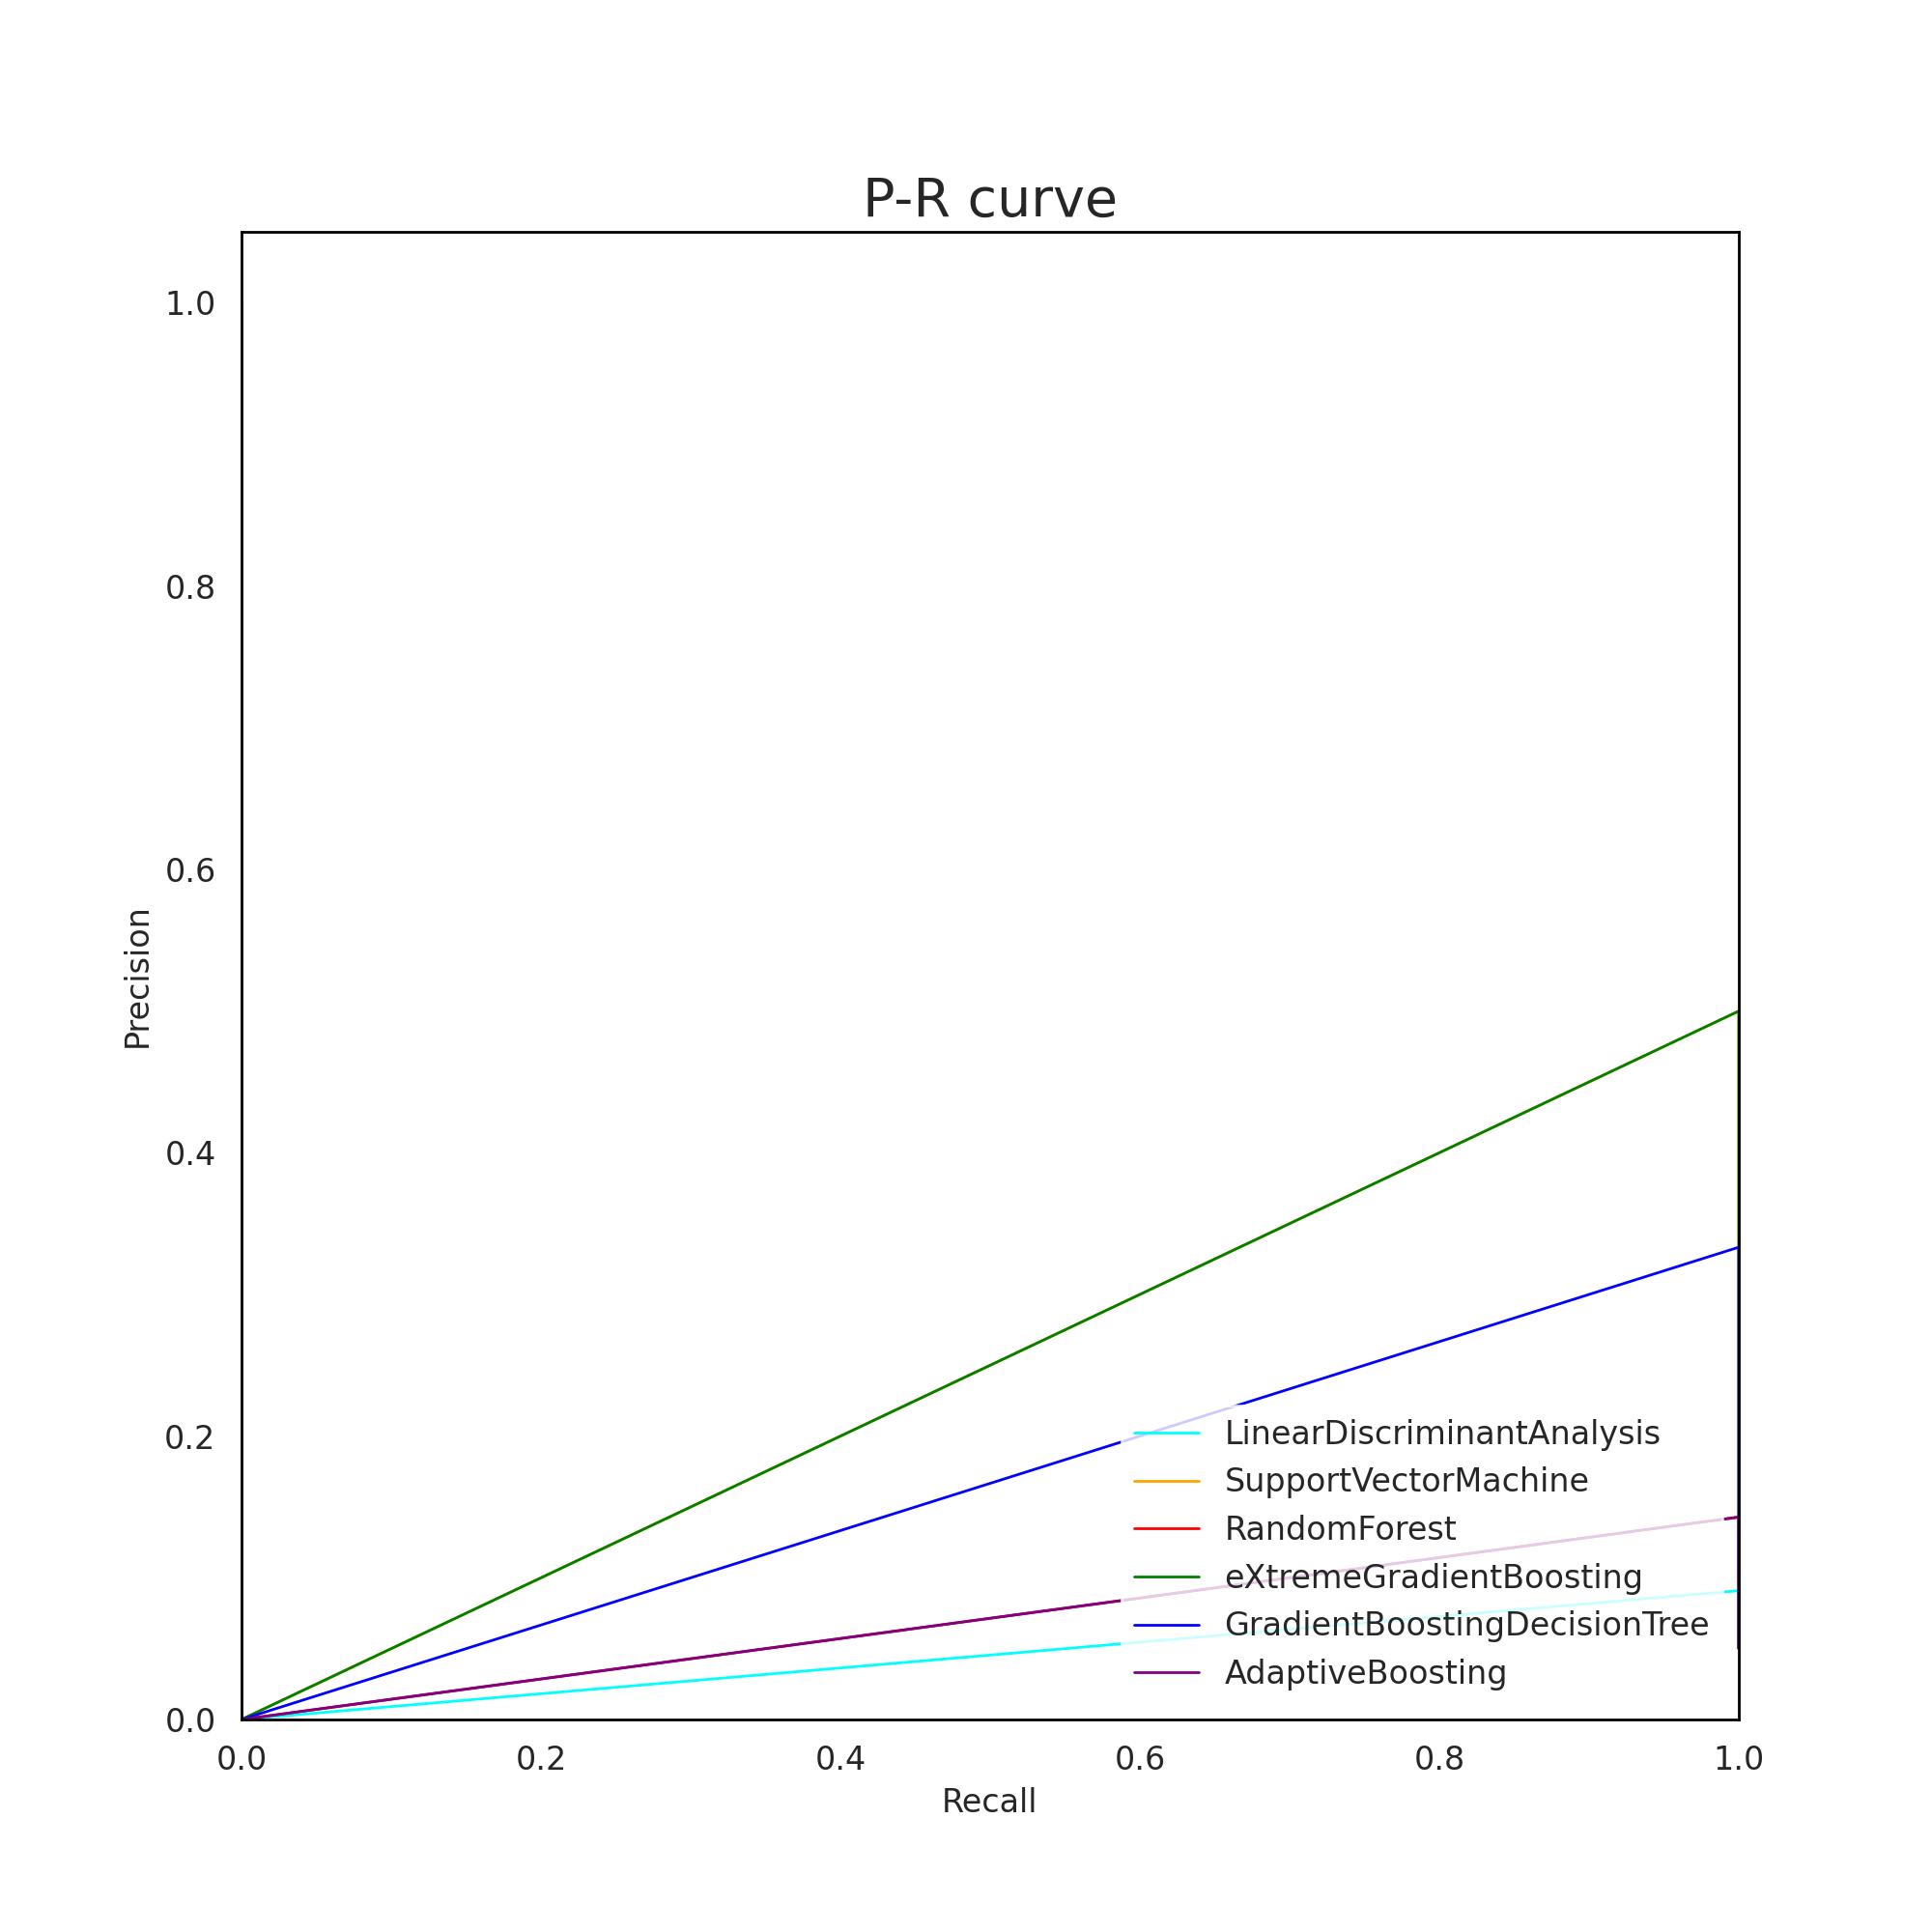 P-R curve
1.0
0.8
0.6
0.4
0.2
0.0
Precision
LinearDiscriminantAnalysis
SupportVectorMachine
RandomForest
eXtremeGradientBoosting
GradientBoostingDecisionTree
AdaptiveBoosting
0.0 0.2 0.4 0.6 0.8 1.0
Recall